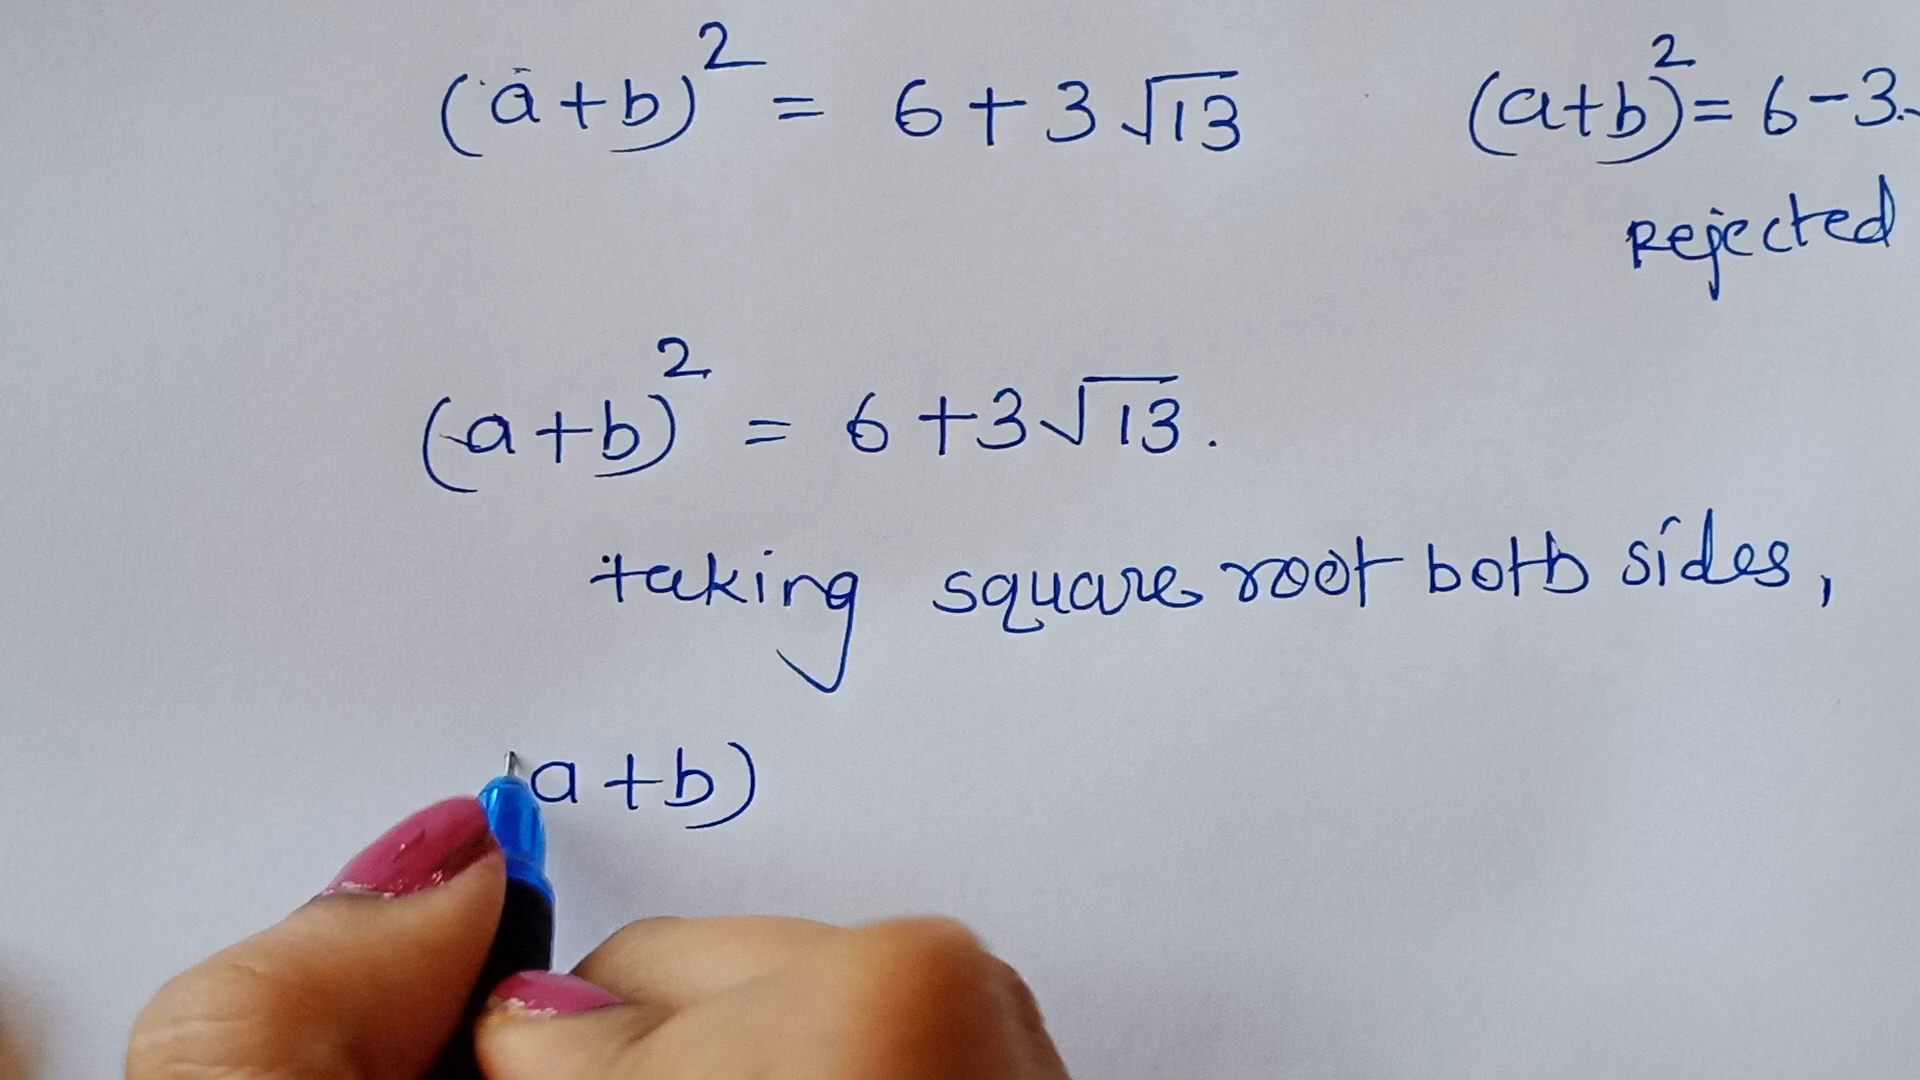 (a+b)² = 6+3√13
(a+b)² = 6-3
Rejected
(a+b)² = 6+3√13.
taking square root both sides,
a+b)